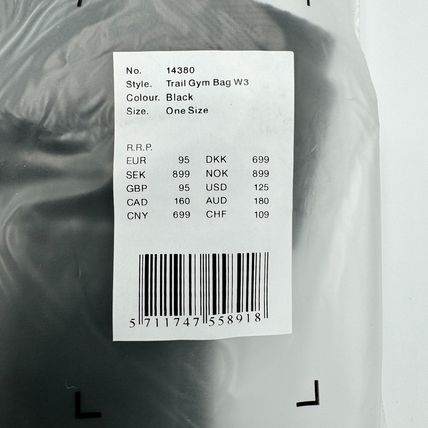 No. 14380
Style. Trail Gym Bag W3
Colour. Black
Size. One Size
R.R.P.
EUR 95 DKK 699
SEK 899 NOK 899
GBP 95 USD 125
CAD 160 AUD 180
CNY 699 CHF 109
5 711747 558918